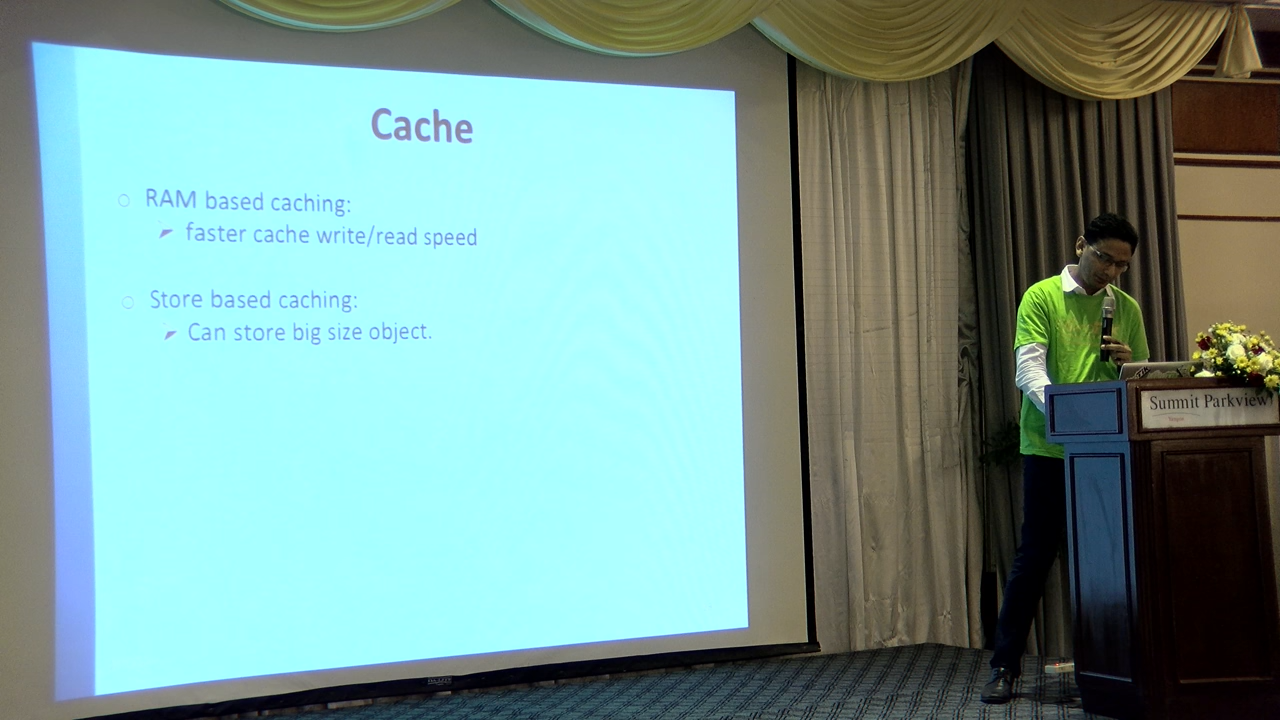 Cache
RAM based caching:
faster cache write/read speed
Store based caching:
Can store big size object.
Summit Parkview